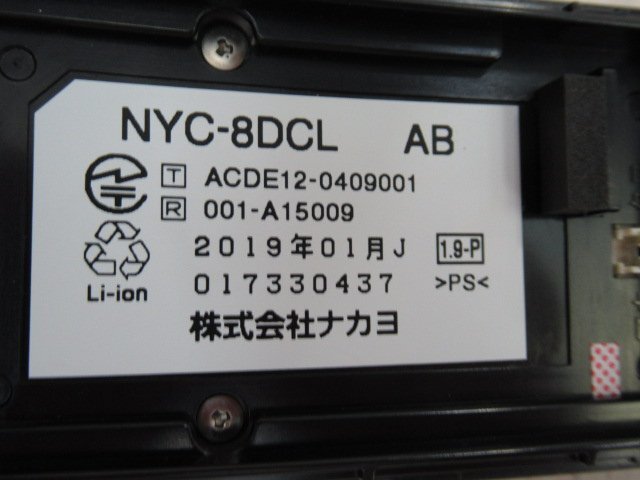 NYC-8DCL AB
T ACDE12-0409001
R 001-A15009
2019年01月J 1.9-P
Li-ion 017330437 >PS<
株式会社ナカヨ